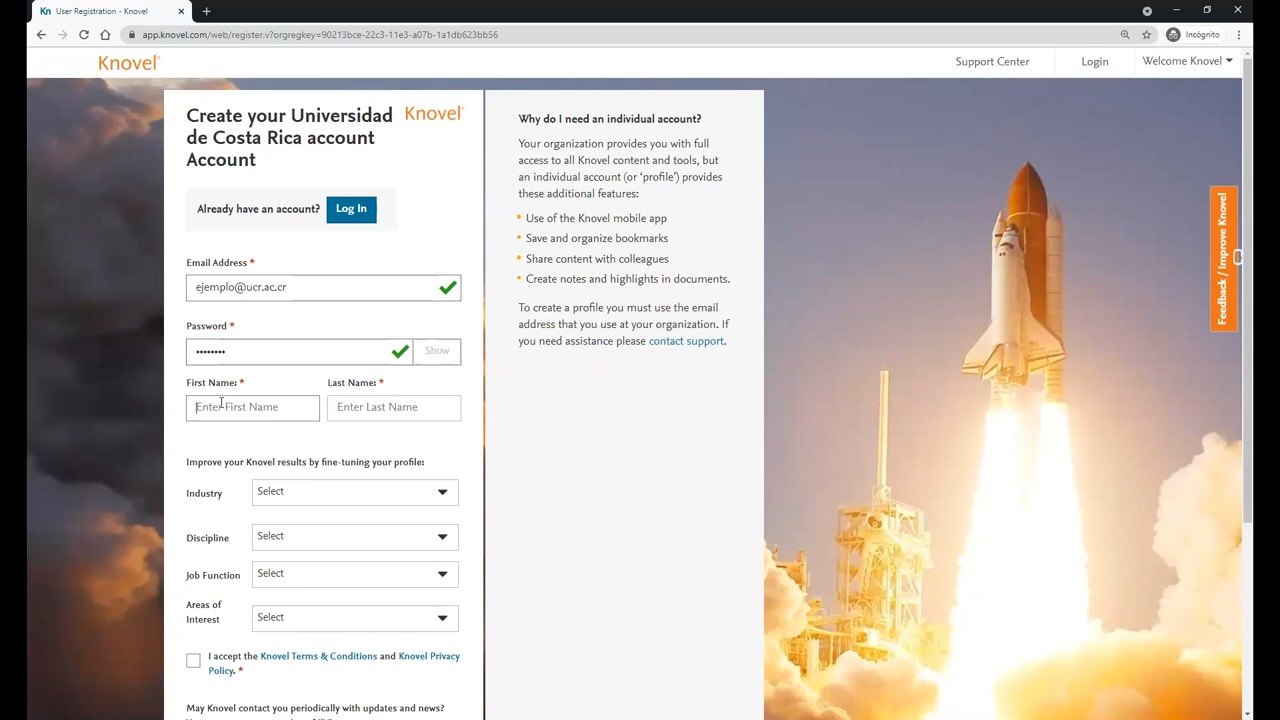 Kn User Registration - Knovel
app.knovel.com/web/register.v?orgregkey=90213bce-22c3-11e3-a07b-1a1db623bb56
Incógnito
Knovel®
Support Center
Login
Welcome Knovel
Create your Universidad
de Costa Rica account
Account
Knovel®
Already have an account?
Log In
Email Address *
ejemplo@ucr.ac.cr
Password *
••••••••
Show
First Name: *
Last Name: *
Enter First Name
Enter Last Name
Improve your Knovel results by fine-tuning your profile:
Industry
Select
Discipline
Select
Job Function
Select
Areas of
Interest
Select
I accept the Knovel Terms & Conditions and Knovel Privacy
Policy. *
May Knovel contact you periodically with updates and news?
Why do I need an individual account?
Your organization provides you with full
access to all Knovel content and tools, but
an individual account (or ‘profile’) provides
these additional features:
• Use of the Knovel mobile app
• Save and organize bookmarks
• Share content with colleagues
• Create notes and highlights in documents.
To create a profile you must use the email
address that you use at your organization. If
you need assistance please contact support.
Feedback / Improve Knovel